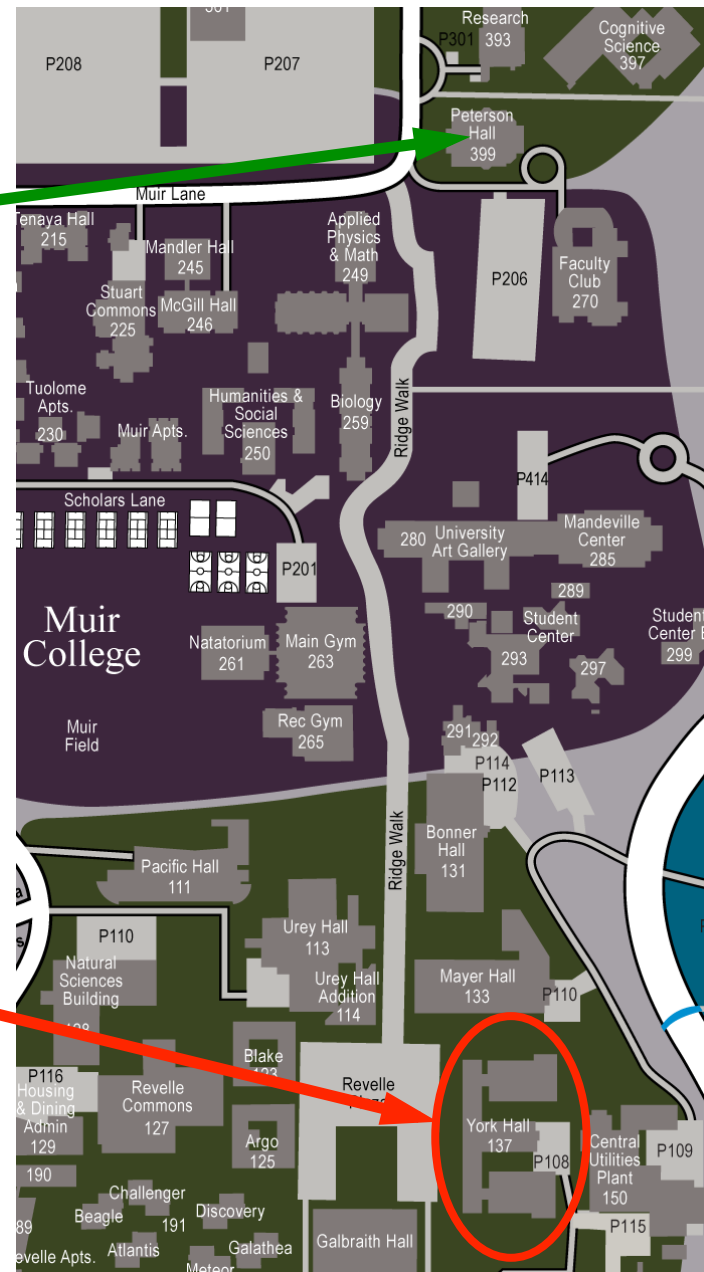 301
Research
P301
393
Cognitive
Science
397
P208
P207
Peterson
Hall
399
Muir Lane
Tenaya Hall
215
Mandler Hall
245
Applied
Physics
& Math
249
P206
Faculty
Club
270
Stuart
Commons
225
McGill Hall
246
Tuolome
Apts.
230
Muir Apts.
Humanities &
Social
Sciences
250
Biology
259
Ridge Walk
P414
Scholars Lane
280
University
Art Gallery
Mandeville
Center
285
P201
289
290
Student
Center
293
297
Student
Center
299
Muir
College
Natatorium
261
Main Gym
263
Muir
Field
Rec Gym
265
291
292
P114
P112
P113
Ridge Walk
Bonner
Hall
131
Pacific Hall
111
P110
Urey Hall
113
Natural
Sciences
Building
Urey Hall
Addition
114
Mayer Hall
133
P110
Blake
P116
Housing
& Dining
Admin
129
Revelle
Commons
127
Revelle
Argo
125
York Hall
137
P108
Central
Utilities
Plant
150
P109
190
Challenger
Beagle
191
Discovery
P115
Atlantis
Galathea
Galbraith Hall
Meteor